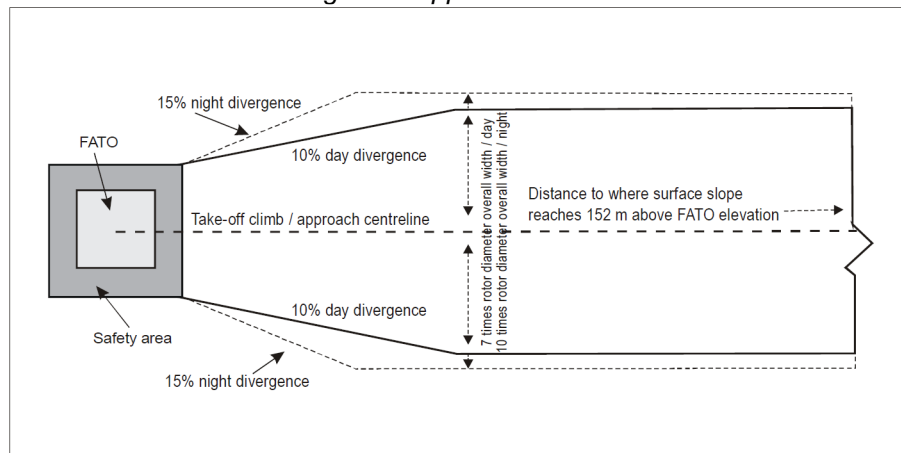 15% night divergence
FATO
10% day divergence
7 times rotor diameter overall width / day
10 times rotor diameter overall width / night
Distance to where surface slope
reaches 152 m above FATO elevation
Take-off climb / approach centreline
10% day divergence
Safety area
15% night divergence